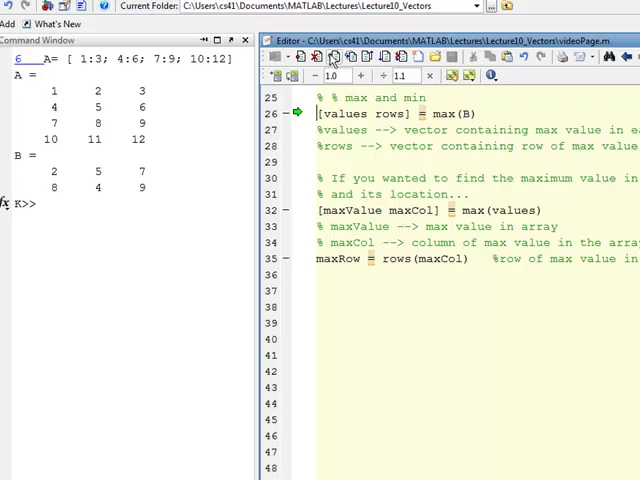 Current Folder: C:\Users\cs41\Documents\MATLAB\Lectures\Lecture10_Vectors
Add What's New
Command Window
6 A= [ 1:3; 4:6; 7:9; 10:12]
A =
1 2 3
4 5 6
7 8 9
10 11 12
B =
2 5 7
8 4 9
fx K>>
Editor - C:\Users\cs41\Documents\MATLAB\Lectures\Lecture10_Vectors\videoPage.m
− 1.0 + ÷ 1.1 ×
25 % % max and min
26 − [values rows] = max(B)
27 %values --> vector containing max value in ea
28 %rows --> vector containing row of max value
29
30 % If you wanted to find the maximum value in
31 % and its location...
32 − [maxValue maxCol] = max(values)
33 % maxValue --> max value in array
34 % maxCol --> column of max value in the array
35 − maxRow = rows(maxCol) %row of max value in
36
37
38
39
40
41
42
43
44
45
46
47
48